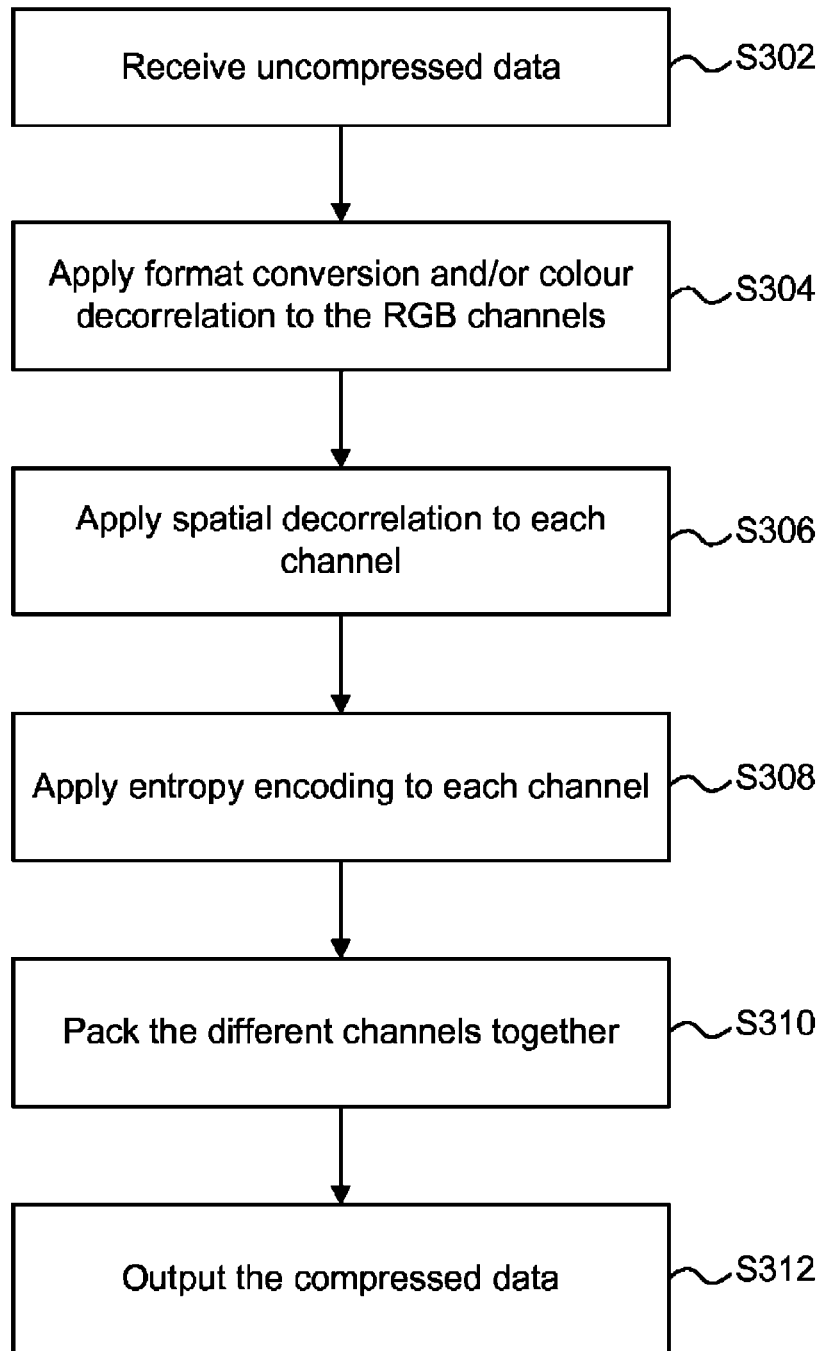 Receive uncompressed data
S302
Apply format conversion and/or colour
decorrelation to the RGB channels
S304
Apply spatial decorrelation to each
channel
S306
Apply entropy encoding to each channel
S308
Pack the different channels together
S310
Output the compressed data
S312